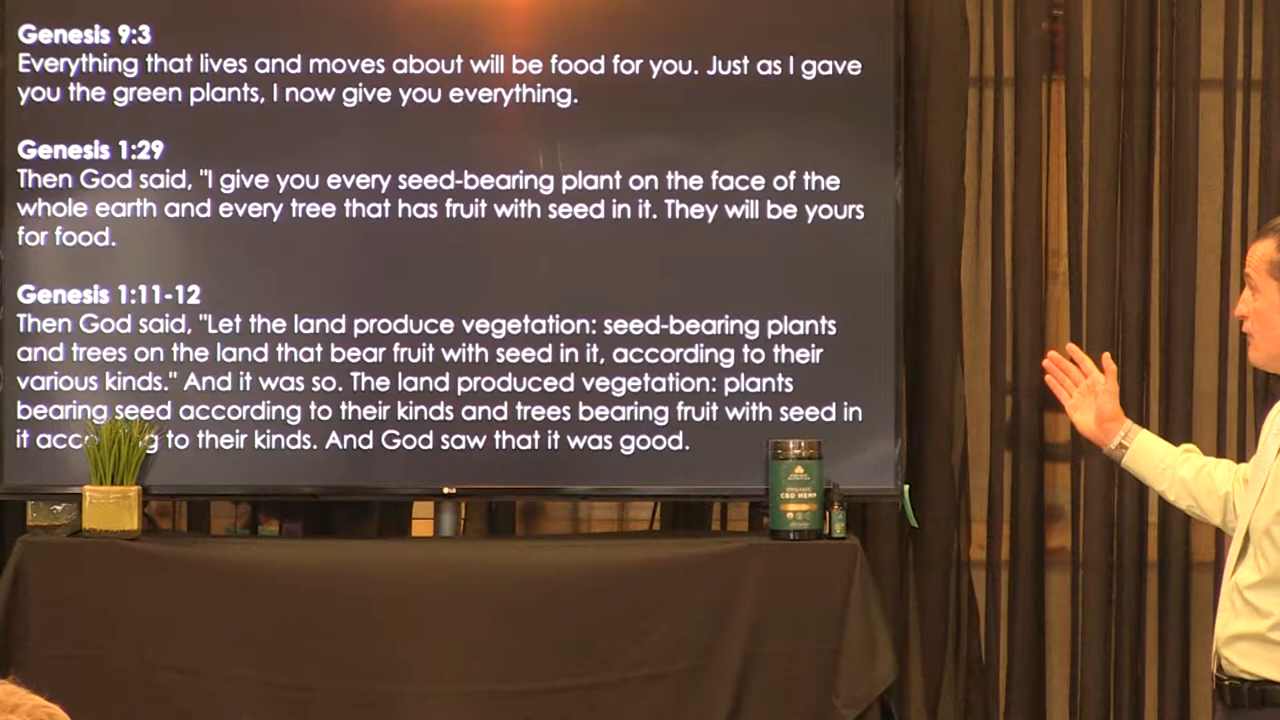 Genesis 9:3
Everything that lives and moves about will be food for you. Just as I gave
you the green plants, I now give you everything.
Genesis 1:29
Then God said, "I give you every seed-bearing plant on the face of the
whole earth and every tree that has fruit with seed in it. They will be yours
for food.
Genesis 1:11-12
Then God said, "Let the land produce vegetation: seed-bearing plants
and trees on the land that bear fruit with seed in it, according to their
various kinds." And it was so. The land produced vegetation: plants
bearing seed according to their kinds and trees bearing fruit with seed in
it to their kinds. And God saw that it was good.
LG
ORGANIC
CBD HEMP